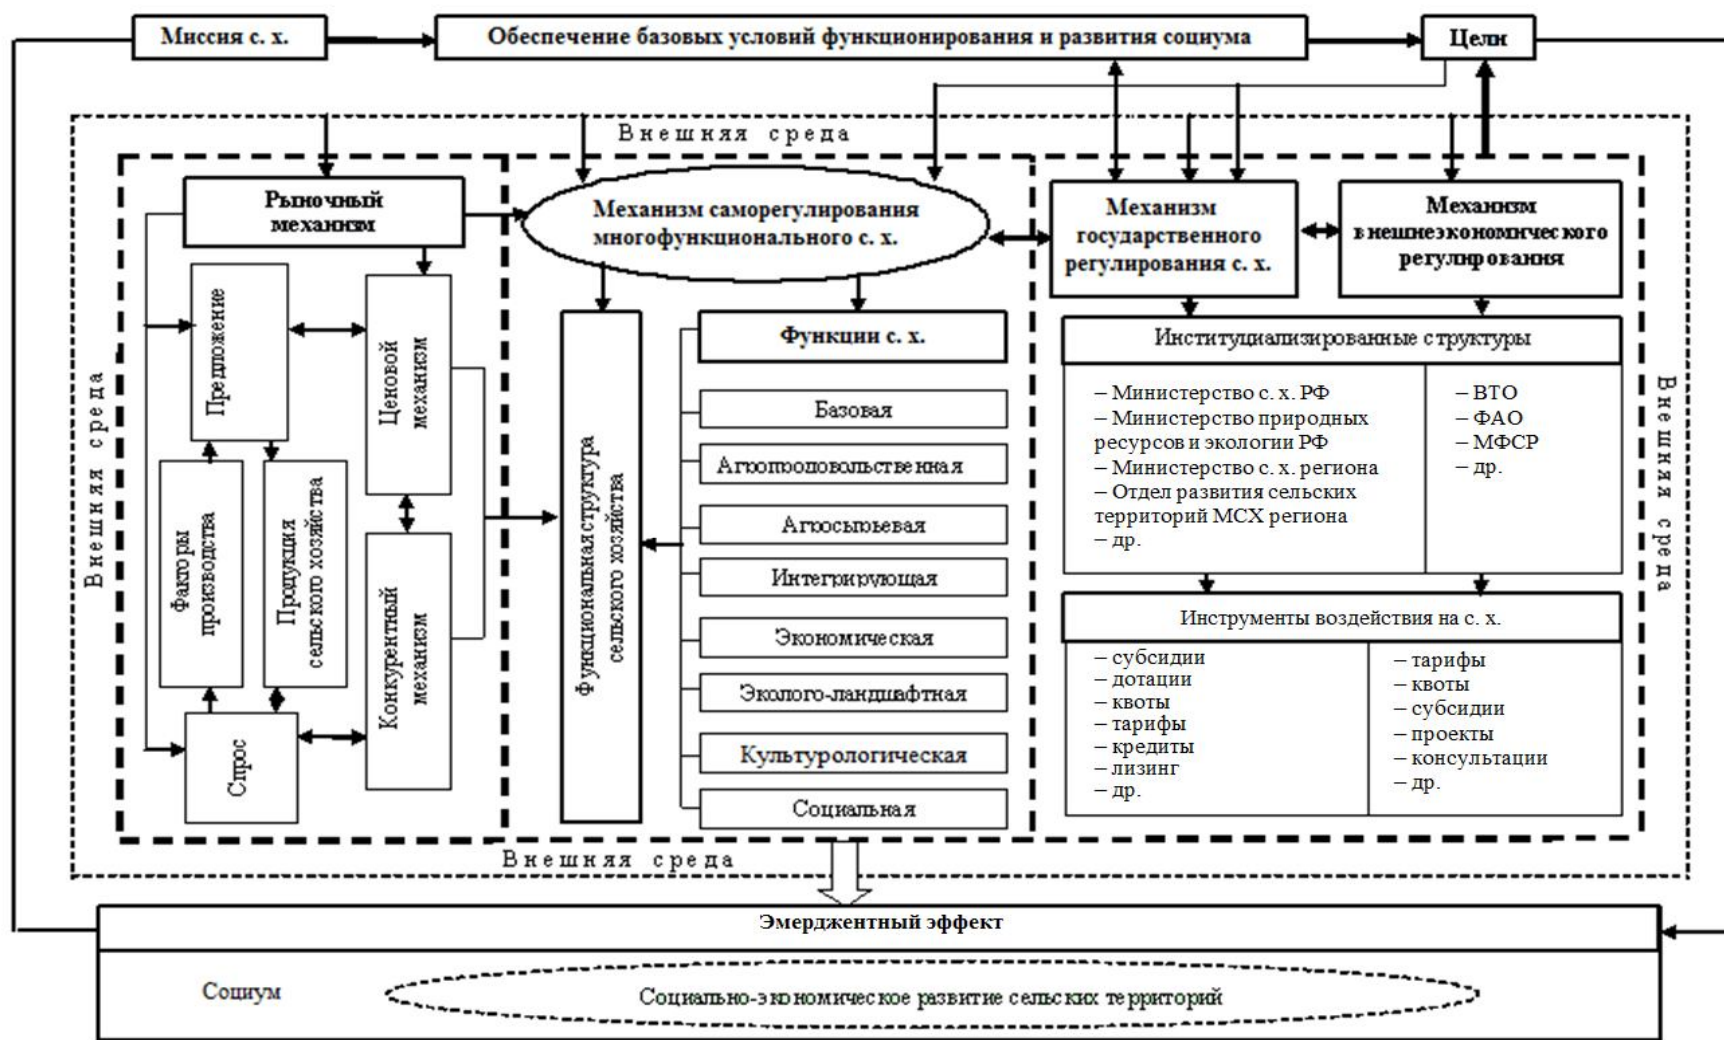 Миссия с. х.
Обеспечение базовых условий функционирования и развития социума
Цели
Внешняя среда
Внешняя среда
Рыночный
механизм
Предложение
Ценовой
механизм
Факторы
производства
Продукция
сельского хозяйства
Конкурентный
механизм
Спрос
Механизм саморегулирования
многофункционального с. х.
Функциональная структура
сельского хозяйства
Функции с. х.
Базовая
Агропродовольственная
Агросырьевая
Интегрирующая
Экономическая
Эколого-ландшафтная
Культурологическая
Социальная
Механизм
государственного
регулирования с. х.
Механизм
внешнеэкономического
регулирования
Институциализированные структуры
– Министерство с. х. РФ
– Министерство природных
ресурсов и экологии РФ
– Министерство с. х. региона
– Отдел развития сельских
территорий МСХ региона
– др.
– ВТО
– ФАО
– МФСР
– др.
Инструменты воздействия на с. х.
– субсидии
– дотации
– квоты
– тарифы
– кредиты
– лизинг
– др.
– тарифы
– квоты
– субсидии
– проекты
– консультации
– др.
Внешняя среда
Внешняя среда
Эмерджентный эффект
Социум
Социально-экономическое развитие сельских территорий